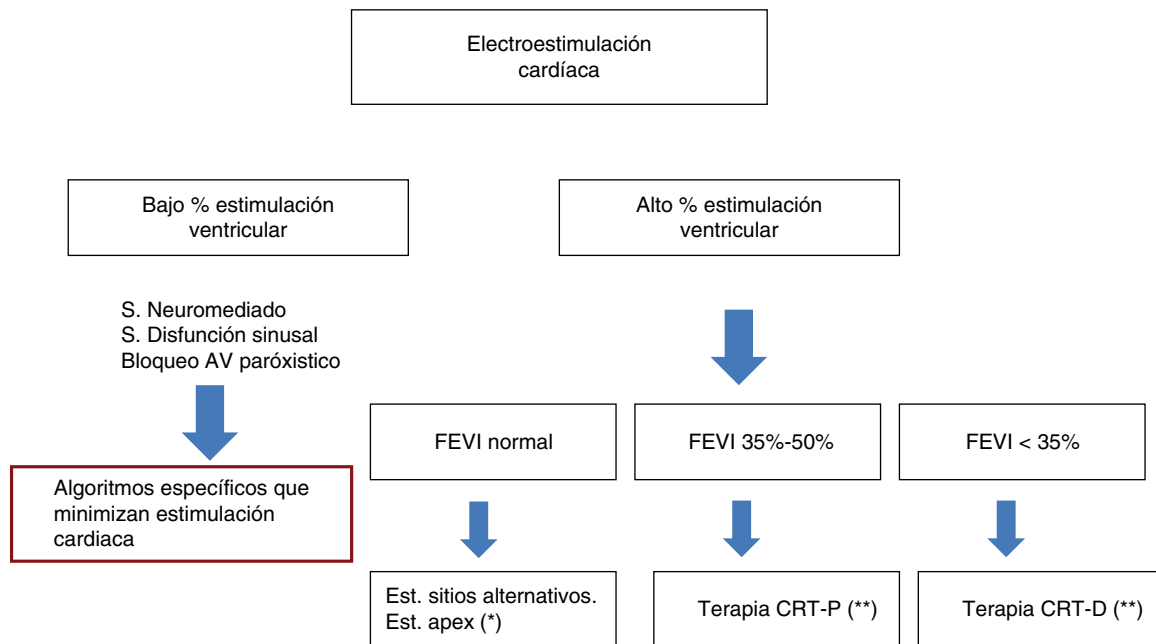 Electroestimulación
cardíaca
Bajo % estimulación
ventricular
Alto % estimulación
ventricular
S. Neuromediado
S. Disfunción sinusal
Bloqueo AV paróxistico
FEVI normal
FEVI 35%-50%
FEVI < 35%
Algoritmos específicos que
minimizan estimulación
cardiaca
Est. sitios alternativos.
Est. apex (*)
Terapia CRT-P (**)
Terapia CRT-D (**)